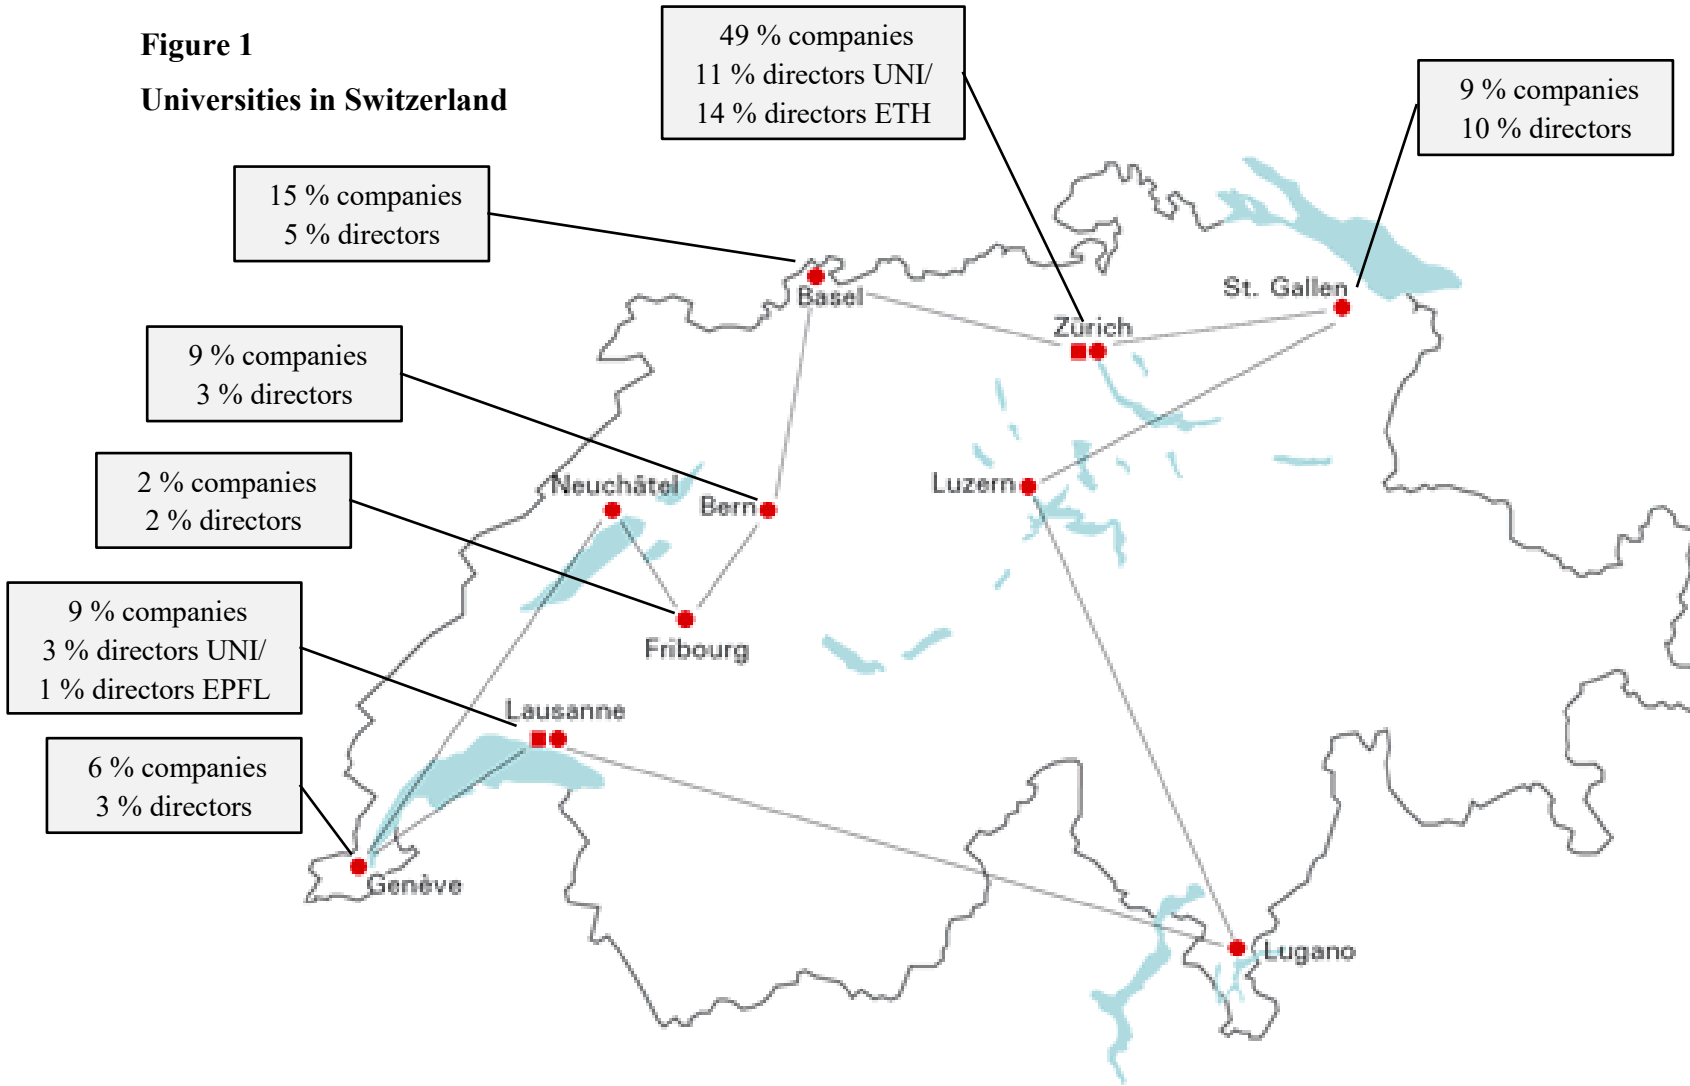 Figure 1
Universities in Switzerland
49 % companies
11 % directors UNI/
14 % directors ETH
9 % companies
10 % directors
15 % companies
5 % directors
9 % companies
3 % directors
2 % companies
2 % directors
9 % companies
3 % directors UNI/
1 % directors EPFL
6 % companies
3 % directors
Basel
St. Gallen
Zürich
Neuchâtel
Bern
Luzern
Fribourg
Lausanne
Genève
Lugano